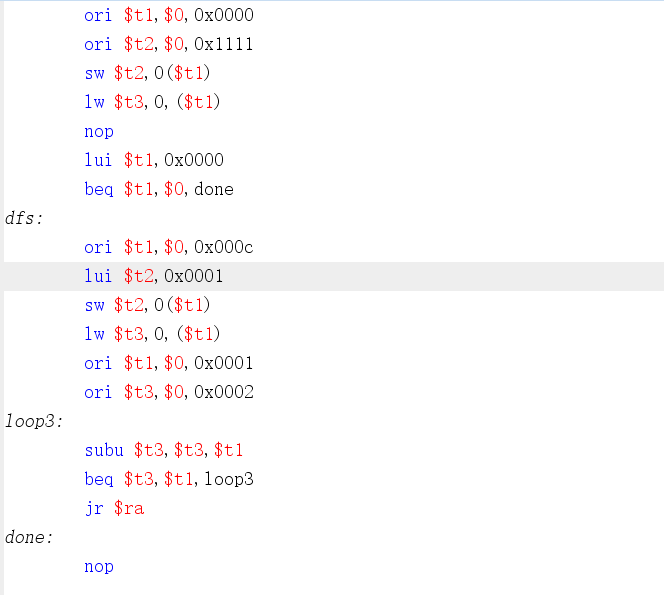 ori $t1,$0,0x0000
ori $t2,$0,0x1111
sw $t2,0($t1)
lw $t3,0,($t1)
nop
lui $t1,0x0000
beq $t1,$0,done
dfs:
ori $t1,$0,0x000c
lui $t2,0x0001
sw $t2,0($t1)
lw $t3,0,($t1)
ori $t1,$0,0x0001
ori $t3,$0,0x0002
loop3:
subu $t3,$t3,$t1
beq $t3,$t1,loop3
jr $ra
done:
nop